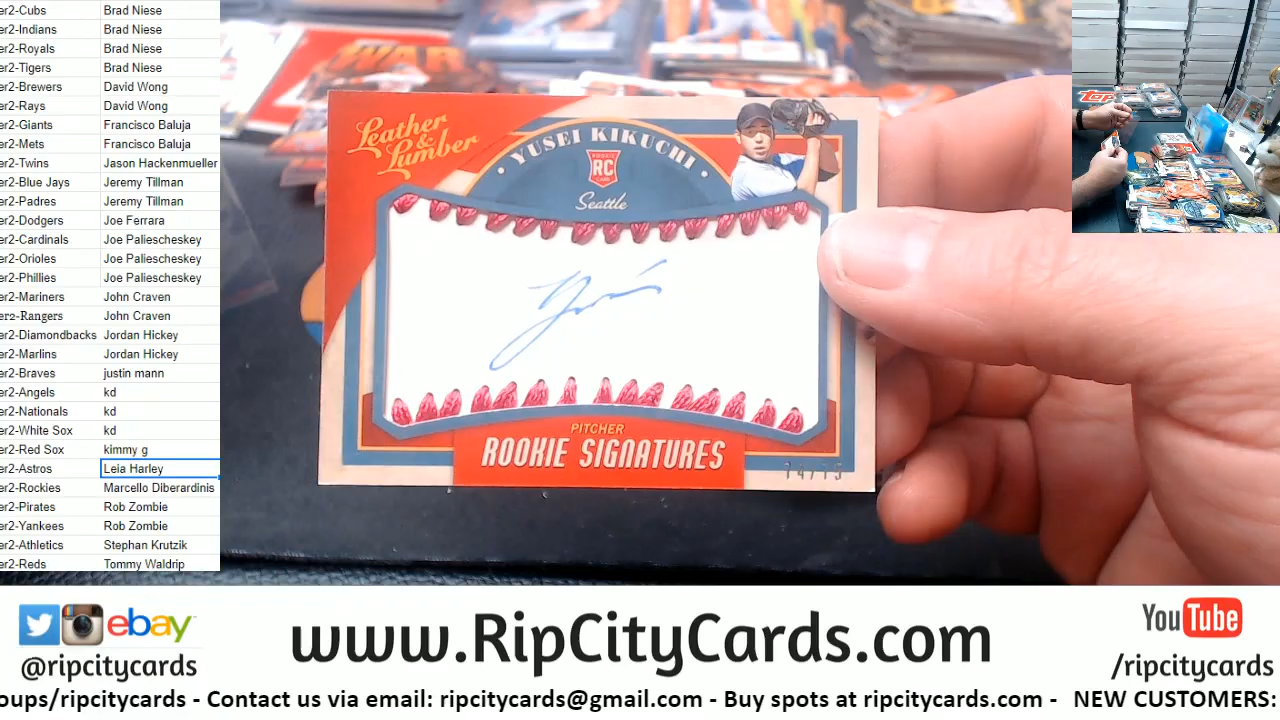 er2-Cubs Brad Niese
er2-Indians Brad Niese
er2-Royals Brad Niese
er2-Tigers Brad Niese
er2-Brewers David Wong
er2-Rays David Wong
er2-Giants Francisco Baluja
er2-Mets Francisco Baluja
er2-Twins Jason Hackenmueller
er2-Blue Jays Jeremy Tillman
er2-Padres Jeremy Tillman
er2-Dodgers Joe Ferrara
er2-Cardinals Joe Paliescheskey
er2-Orioles Joe Paliescheskey
er2-Phillies Joe Paliescheskey
er2-Mariners John Craven
er2-Rangers John Craven
er2-Diamondbacks Jordan Hickey
er2-Marlins Jordan Hickey
er2-Braves justin mann
er2-Angels kd
er2-Nationals kd
er2-White Sox kd
er2-Red Sox kimmy g
er2-Astros Leia Harley
er2-Rockies Marcello Diberardinis
er2-Pirates Rob Zombie
er2-Yankees Rob Zombie
er2-Athletics Stephan Krutzik
er2-Reds Tommy Waldrip
WAR
Leather
&
Lumber
• YUSEI KIKUCHI •
ROOKIE
RC
CARD
Seattle
PITCHER
ROOKIE SIGNATURES
Topps
ebay
@ripcitycards
www.RipCityCards.com
YouTube
/ripcitycards
oups/ripcitycards - Contact us via email: ripcitycards@gmail.com - Buy spots at ripcitycards.com - NEW CUSTOMERS: